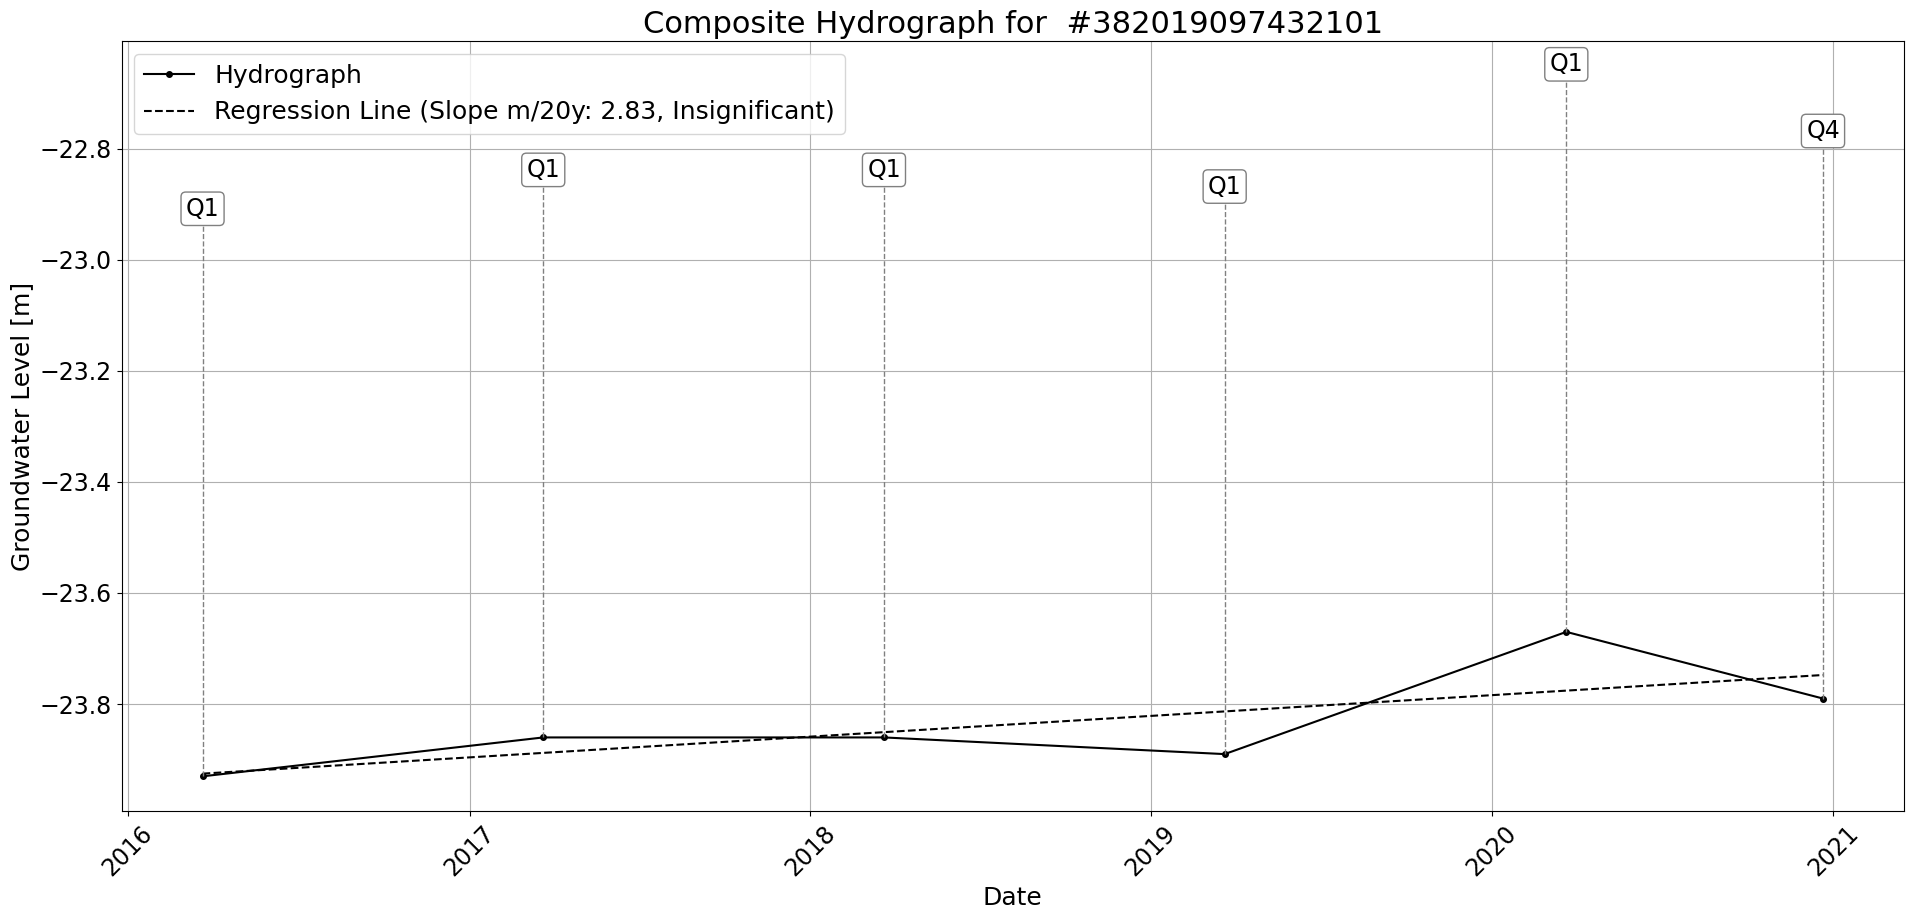 Composite Hydrograph for  #382019097432101
Hydrograph
Regression Line (Slope m/20y: 2.83, Insignificant)
Q1
Q1
Q1
Q1
Q1
Q4
−22.8
−23.0
−23.2
−23.4
−23.6
−23.8
Groundwater Level [m]
2016
2017
2018
2019
2020
2021
Date